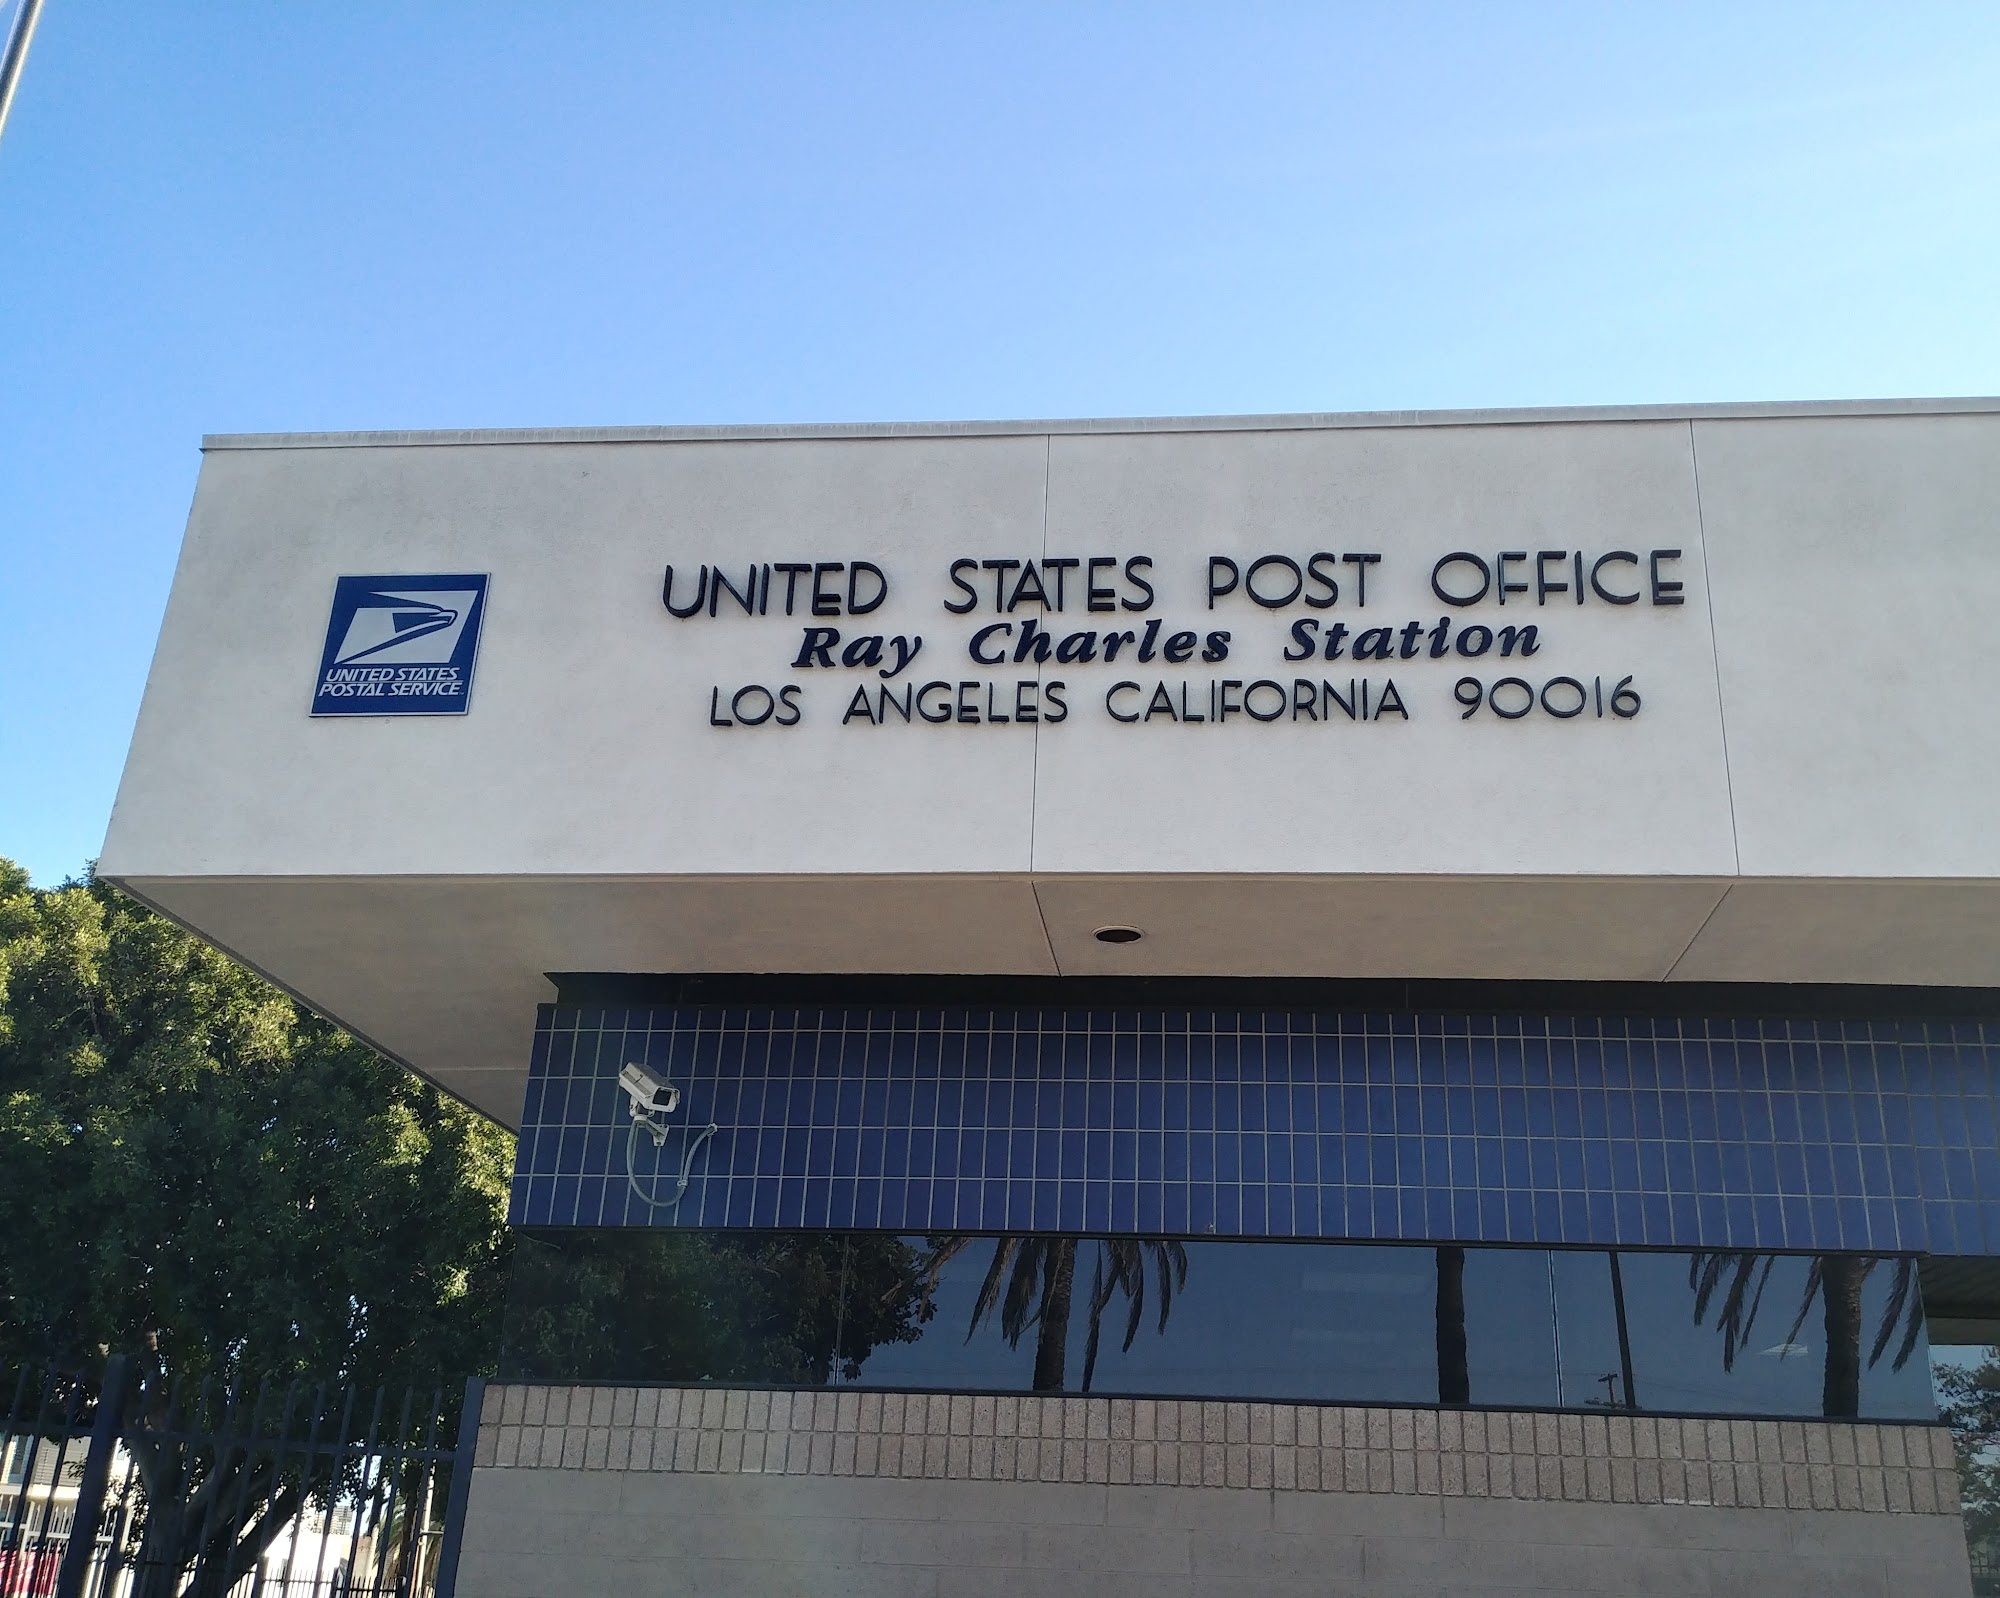 UNITED STATES POST OFFICE
Ray Charles Station
LOS ANGELES CALIFORNIA 90016
UNITED STATES
POSTAL SERVICE